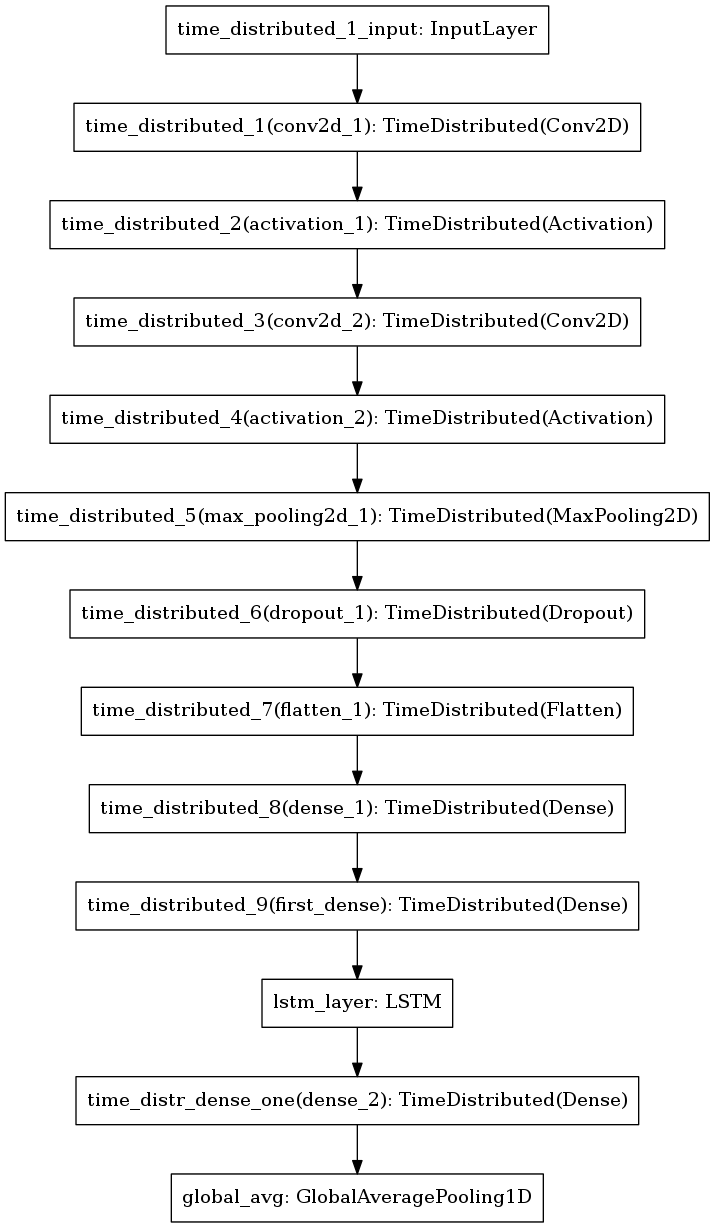 time_distributed_1_input: InputLayer
time_distributed_1(conv2d_1): TimeDistributed(Conv2D)
time_distributed_2(activation_1): TimeDistributed(Activation)
time_distributed_3(conv2d_2): TimeDistributed(Conv2D)
time_distributed_4(activation_2): TimeDistributed(Activation)
time_distributed_5(max_pooling2d_1): TimeDistributed(MaxPooling2D)
time_distributed_6(dropout_1): TimeDistributed(Dropout)
time_distributed_7(flatten_1): TimeDistributed(Flatten)
time_distributed_8(dense_1): TimeDistributed(Dense)
time_distributed_9(first_dense): TimeDistributed(Dense)
lstm_layer: LSTM
time_distr_dense_one(dense_2): TimeDistributed(Dense)
global_avg: GlobalAveragePooling1D